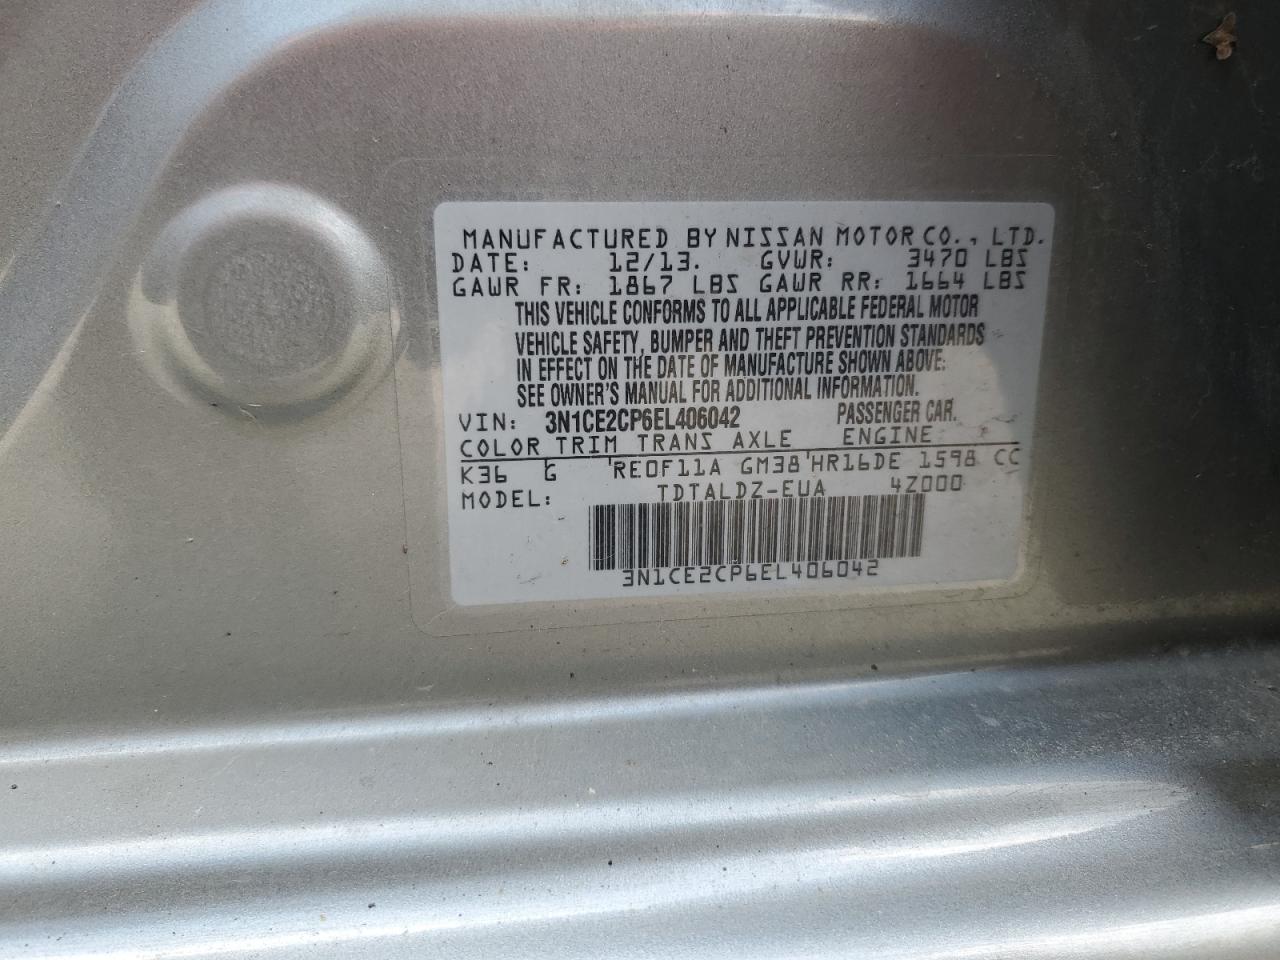 MANUFACTURED BY NISSAN MOTOR CO., LTD.
DATE: 12/13. GVWR: 3470 LBS
GAWR FR: 1867 LBS GAWR RR: 1664 LBS
THIS VEHICLE CONFORMS TO ALL APPLICABLE FEDERAL MOTOR
VEHICLE SAFETY, BUMPER AND THEFT PREVENTION STANDARDS
IN EFFECT ON THE DATE OF MANUFACTURE SHOWN ABOVE.
SEE OWNER'S MANUAL FOR ADDITIONAL INFORMATION.
VIN: 3N1CE2CP6EL406042 PASSENGER CAR.
COLOR TRIM TRANS AXLE ENGINE
K36 G RE0F11A GM38 HR16DE 1598 CC
MODEL: TDTALDZ-EUA 4Z000
3N1CE2CP6EL406042